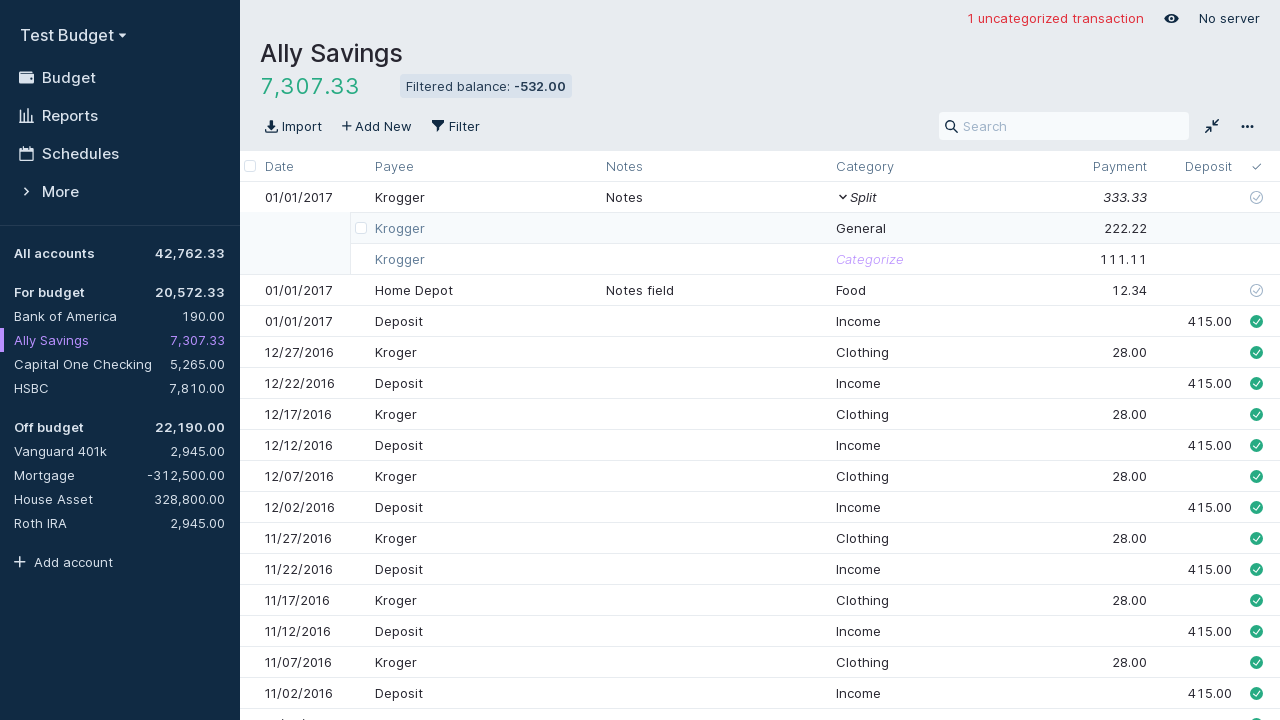 Test Budget
Budget
Reports
Schedules
More
All accounts 42,762.33
For budget 20,572.33
Bank of America 190.00
Ally Savings 7,307.33
Capital One Checking 5,265.00
HSBC 7,810.00
Off budget 22,190.00
Vanguard 401k 2,945.00
Mortgage -312,500.00
House Asset 328,800.00
Roth IRA 2,945.00
Add account
1 uncategorized transaction No server
Ally Savings
7,307.33 Filtered balance: -532.00
Import Add New Filter Search
Date Payee Notes Category Payment Deposit
01/01/2017 Krogger Notes Split 333.33
Krogger General 222.22
Krogger Categorize 111.11
01/01/2017 Home Depot Notes field Food 12.34
01/01/2017 Deposit Income 415.00
12/27/2016 Kroger Clothing 28.00
12/22/2016 Deposit Income 415.00
12/17/2016 Kroger Clothing 28.00
12/12/2016 Deposit Income 415.00
12/07/2016 Kroger Clothing 28.00
12/02/2016 Deposit Income 415.00
11/27/2016 Kroger Clothing 28.00
11/22/2016 Deposit Income 415.00
11/17/2016 Kroger Clothing 28.00
11/12/2016 Deposit Income 415.00
11/07/2016 Kroger Clothing 28.00
11/02/2016 Deposit Income 415.00